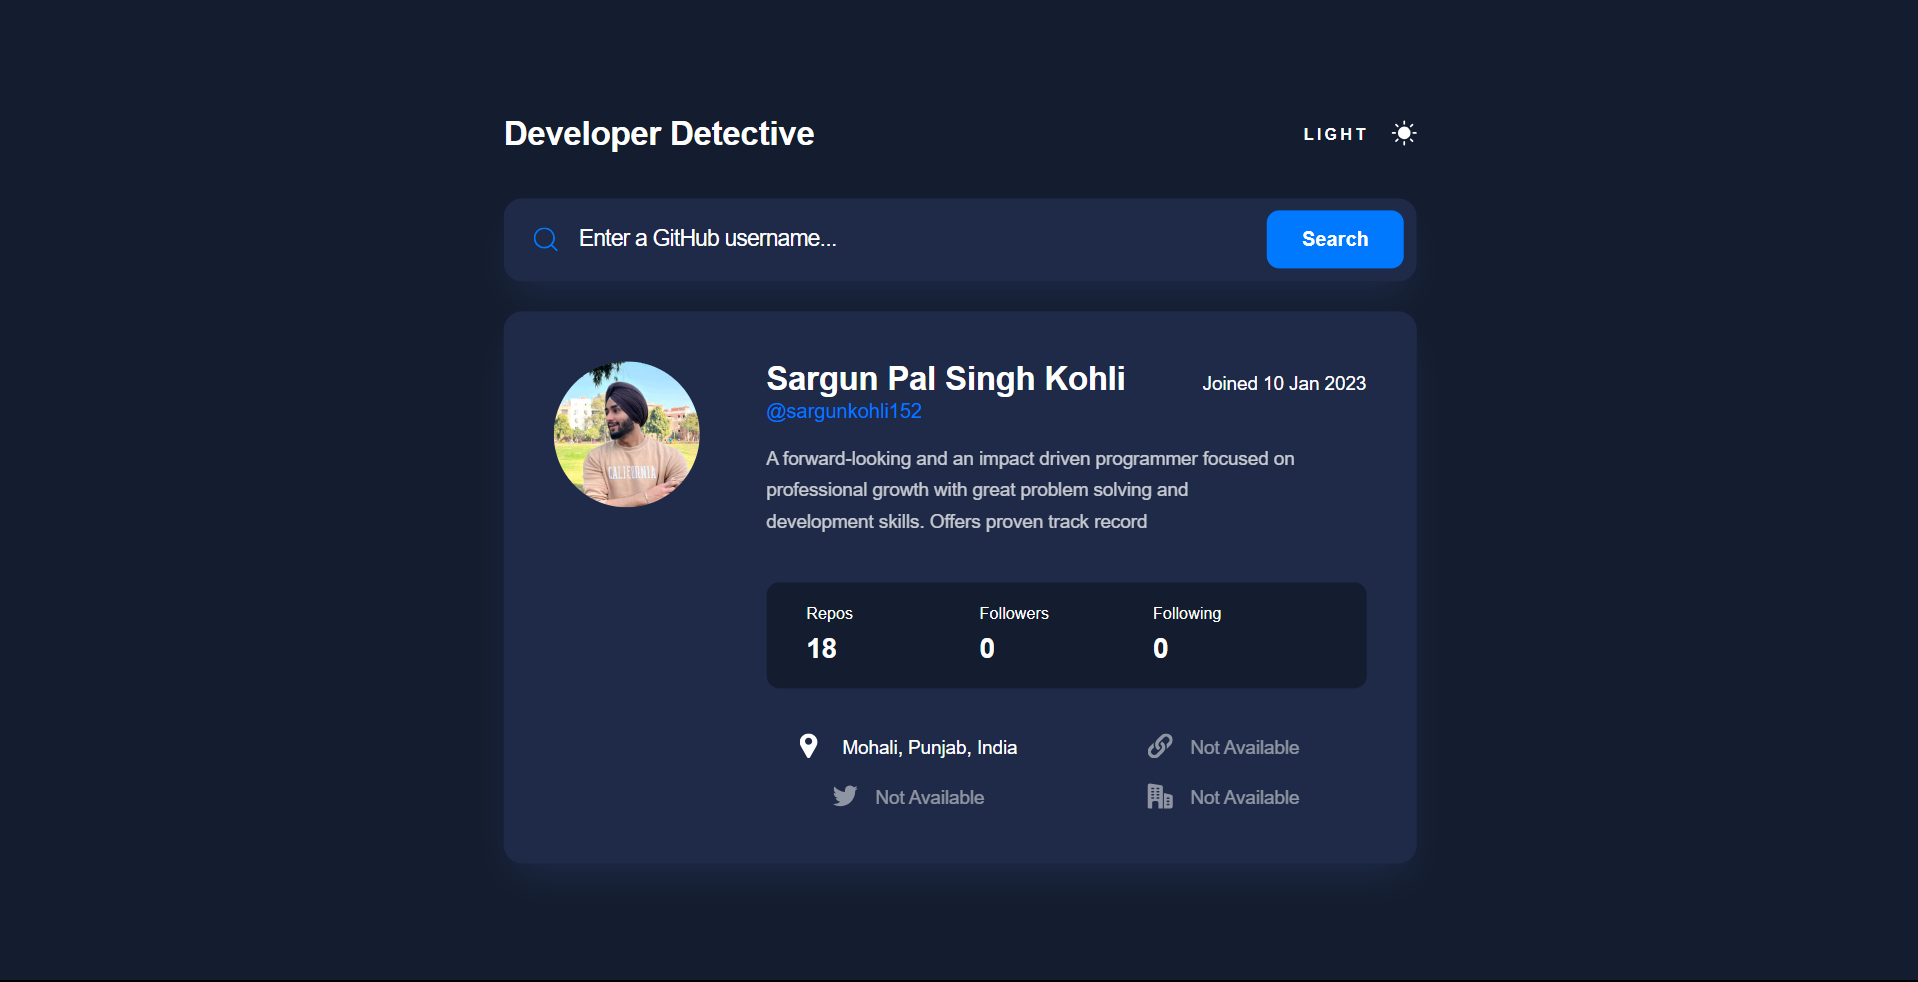 Developer Detective
LIGHT
Enter a GitHub username...
Search
Sargun Pal Singh Kohli
Joined 10 Jan 2023
@sargunkohli152
CALIFORNIA
A forward-looking and an impact driven programmer focused on
professional growth with great problem solving and
development skills. Offers proven track record
Repos
Followers
Following
18
0
0
Mohali, Punjab, India
Not Available
Not Available
Not Available